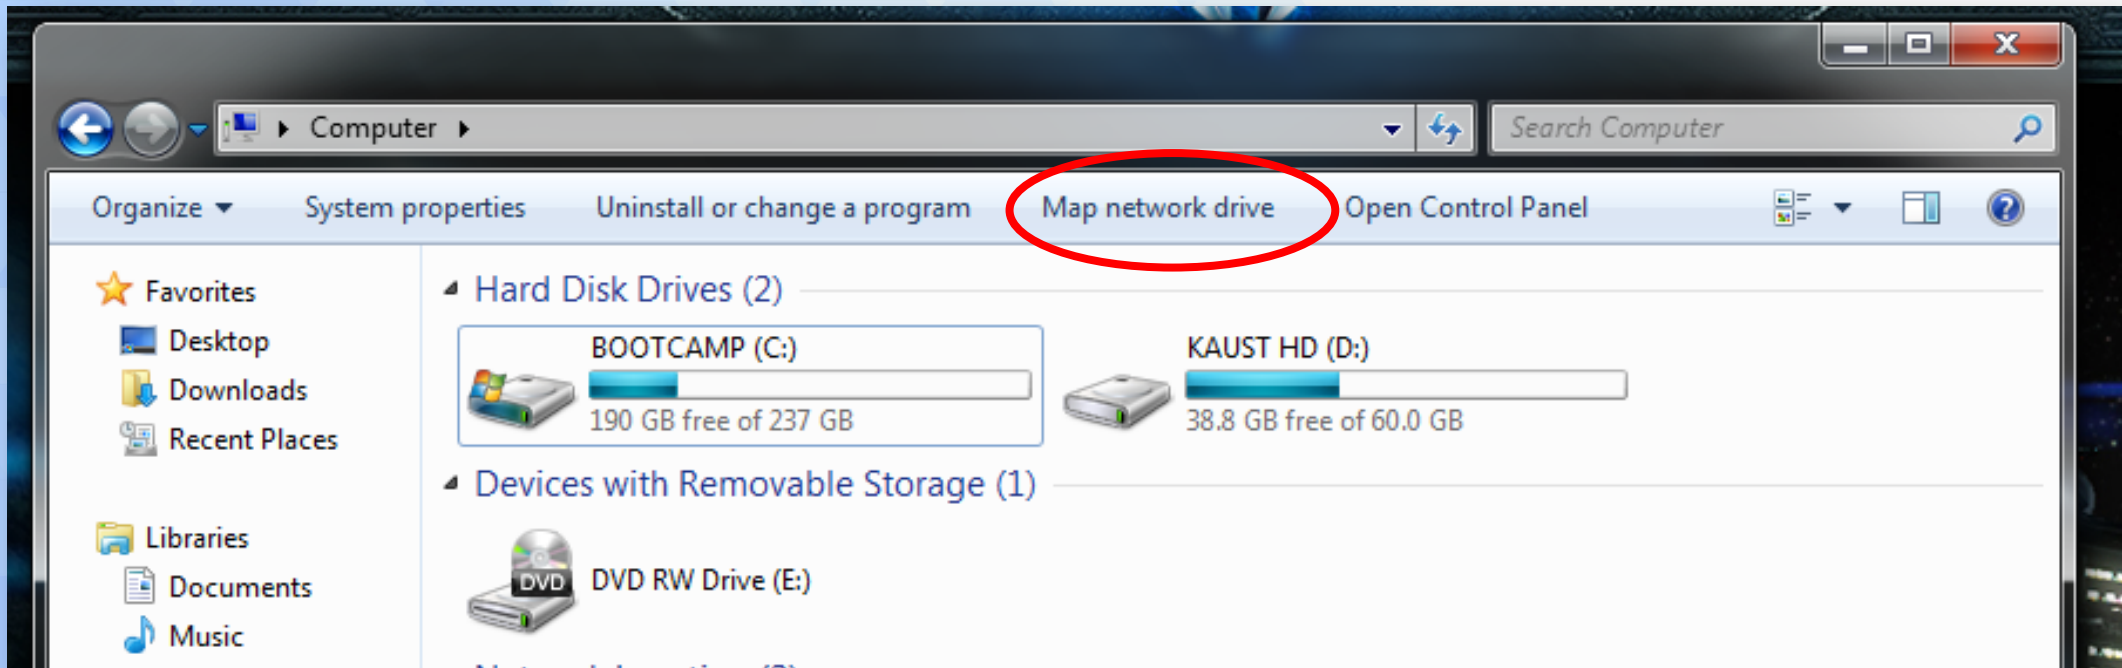 Computer
Search Computer
Organize
System properties
Uninstall or change a program
Map network drive
Open Control Panel
Favorites
Desktop
Downloads
Recent Places
Libraries
Documents
Music
Hard Disk Drives (2)
BOOTCAMP (C:)
190 GB free of 237 GB
KAUST HD (D:)
38.8 GB free of 60.0 GB
Devices with Removable Storage (1)
DVD
DVD RW Drive (E:)